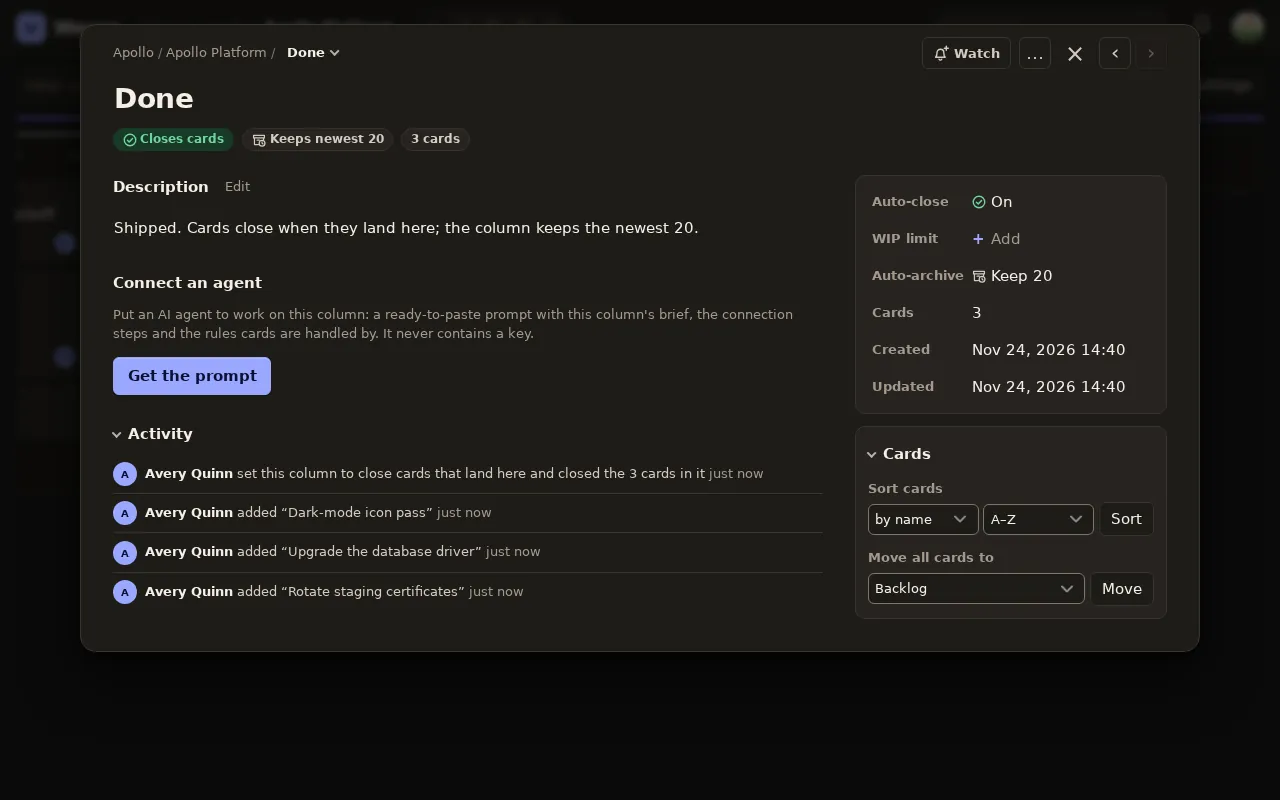 Apollo / Apollo Platform / Done
Watch
...
Done
Closes cards
Keeps newest 20
3 cards
Description Edit
Shipped. Cards close when they land here; the column keeps the newest 20.
Connect an agent
Put an AI agent to work on this column: a ready-to-paste prompt with this column's brief, the connection
steps and the rules cards are handled by. It never contains a key.
Get the prompt
Activity
A Avery Quinn set this column to close cards that land here and closed the 3 cards in it just now
A Avery Quinn added “Dark-mode icon pass” just now
A Avery Quinn added “Upgrade the database driver” just now
A Avery Quinn added “Rotate staging certificates” just now
Auto-close On
WIP limit + Add
Auto-archive Keep 20
Cards 3
Created Nov 24, 2026 14:40
Updated Nov 24, 2026 14:40
Cards
Sort cards
by name A–Z Sort
Move all cards to
Backlog Move